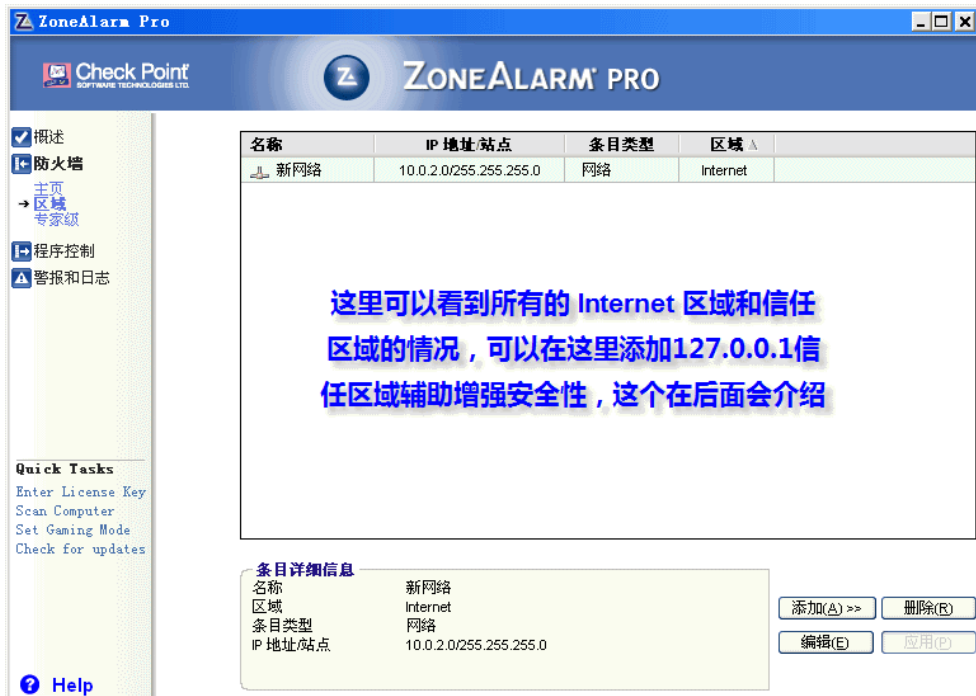 ZoneAlarm Pro
Check Point
SOFTWARE TECHNOLOGIES LTD.
ZONEALARM PRO
概述
防火墙
主页
区域
专家级
程序控制
警报和日志
名称 IP 地址/站点 条目类型 区域
新网络 10.0.2.0/255.255.255.0 网络 Internet
这里可以看到所有的 Internet 区域和信任
区域的情况，可以在这里添加127.0.0.1信
任区域辅助增强安全性，这个在后面会介绍
Quick Tasks
Enter License Key
Scan Computer
Set Gaming Mode
Check for updates
条目详细信息
名称 新网络
区域 Internet
条目类型 网络
IP 地址/站点 10.0.2.0/255.255.255.0
添加(A) >> 删除(R)
编辑(E) 应用(P)
Help